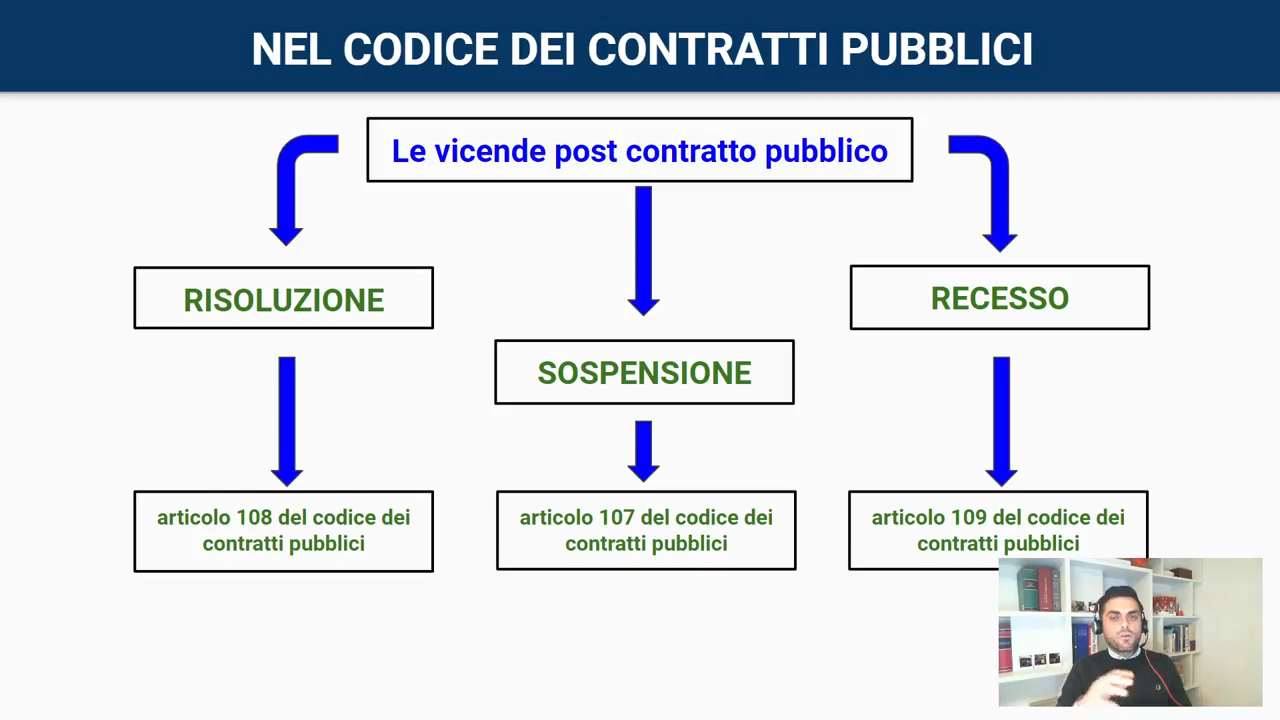 NEL CODICE DEI CONTRATTI PUBBLICI
Le vicende post contratto pubblico
RISOLUZIONE
SOSPENSIONE
RECESSO
articolo 108 del codice dei
contratti pubblici
articolo 107 del codice dei
contratti pubblici
articolo 109 del codice dei
contratti pubblici